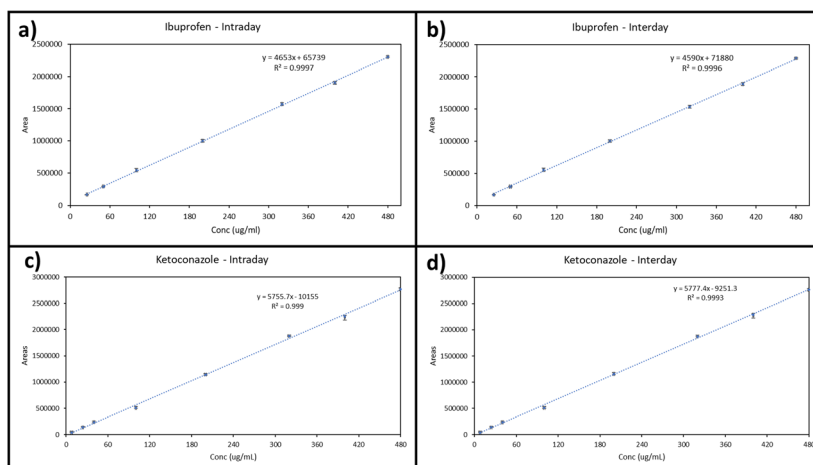 a)
Ibuprofen - Intraday
y = 4653x + 65739
R² = 0.9997
2500000
2000000
1500000
1000000
500000
0
Area
0 60 120 180 240 300 360 420 480
Conc (ug/ml)
b)
Ibuprofen - Interday
y = 4590x + 71880
R² = 0.9996
2500000
2000000
1500000
1000000
500000
0
Area
0 60 120 180 240 300 360 420 480
Conc (ug/ml)
c)
Ketoconazole - Intraday
y = 5755.7x - 10155
R² = 0.999
3000000
2500000
2000000
1500000
1000000
500000
0
Areas
0 60 120 180 240 300 360 420 480
Conc (ug/mL)
d)
Ketoconazole - Interday
y = 5777.4x - 9251.3
R² = 0.9993
3000000
2500000
2000000
1500000
1000000
500000
0
Areas
0 60 120 180 240 300 360 420 480
Conc (ug/mL)